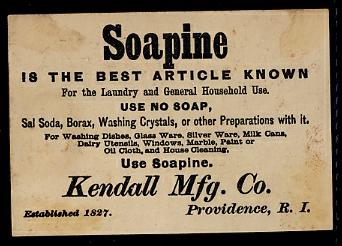 Soapine
IS THE BEST ARTICLE KNOWN
For the Laundry and General Household Use.
USE NO SOAP,
Sal Soda, Borax, Washing Crystals, or other Preparations with it.
For Washing Dishes, Glass Ware, Silver Ware, Milk Cans,
Dairy Utensils, Windows, Marble, Paint or
Oil Cloth, and House Cleaning,
Use Soapine.
Kendall Mfg. Co.
Established 1827. Providence, R. I.